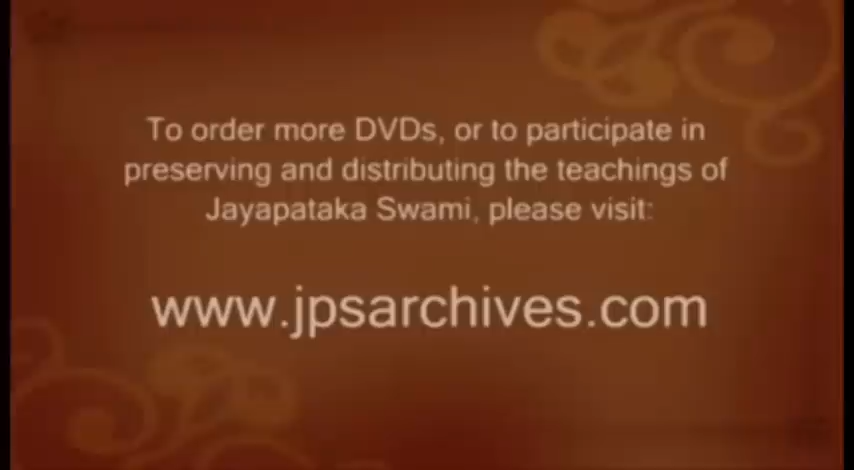 To order more DVDs, or to participate in
preserving and distributing the teachings of
Jayapataka Swami, please visit:
www.jpsarchives.com